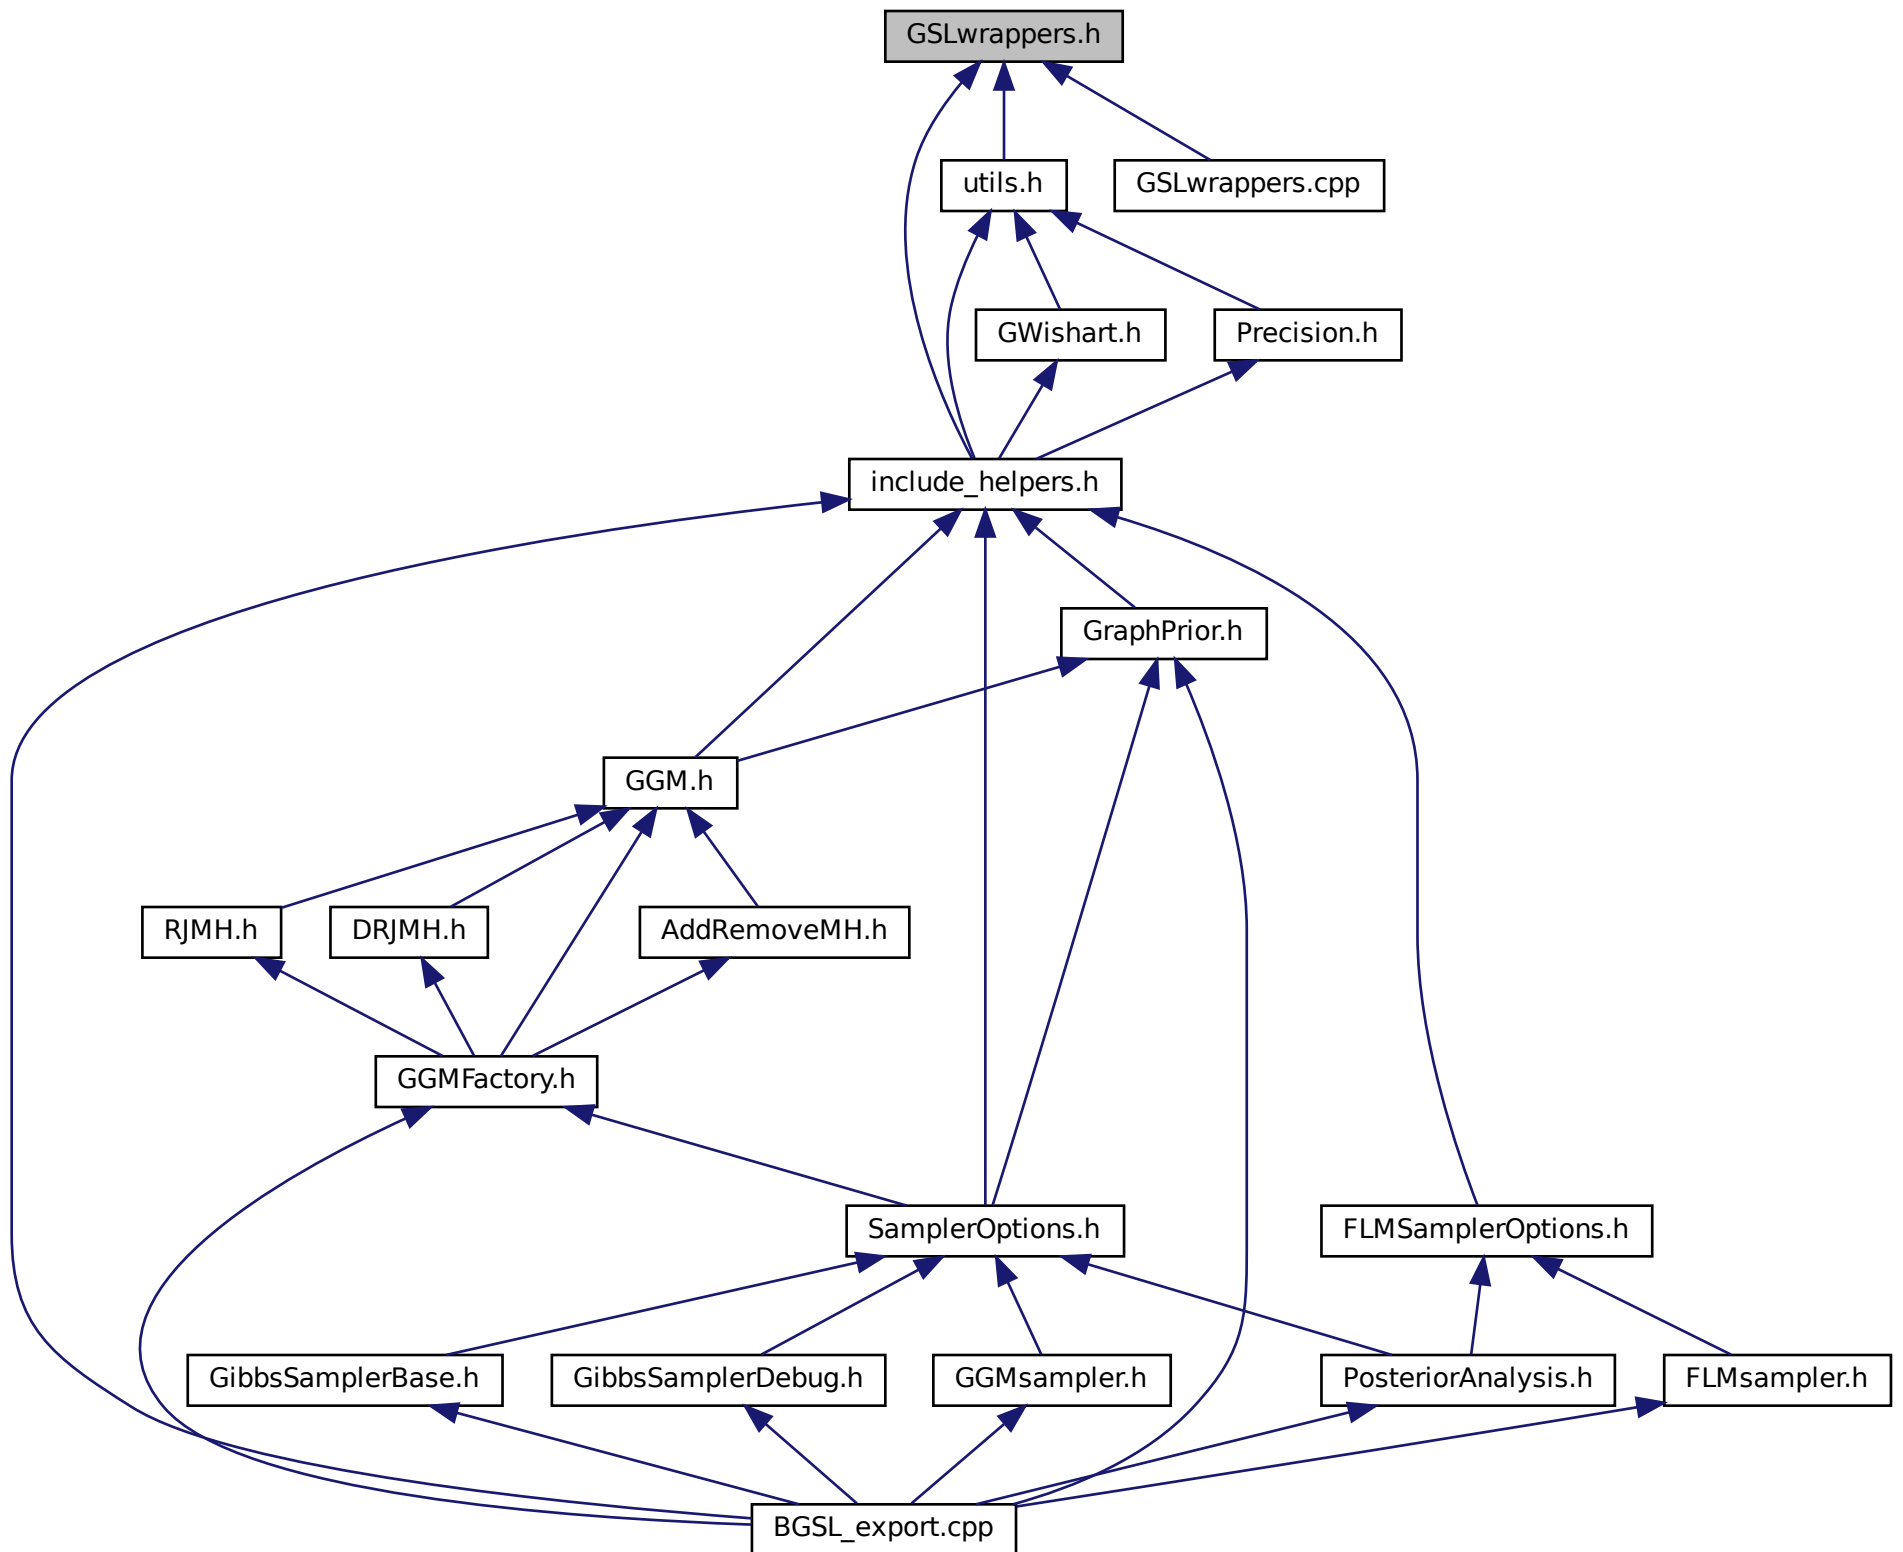 GSLwrappers.h
utils.h
GSLwrappers.cpp
GWishart.h
Precision.h
include_helpers.h
GraphPrior.h
GGM.h
RJMH.h
DRJMH.h
AddRemoveMH.h
GGMFactory.h
SamplerOptions.h
FLMSamplerOptions.h
GibbsSamplerBase.h
GibbsSamplerDebug.h
GGMsampler.h
PosteriorAnalysis.h
FLMsampler.h
BGSL_export.cpp